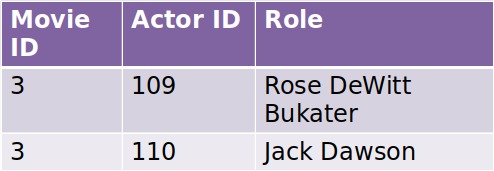 Movie ID Actor ID Role
3 109 Rose DeWitt Bukater
3 110 Jack Dawson